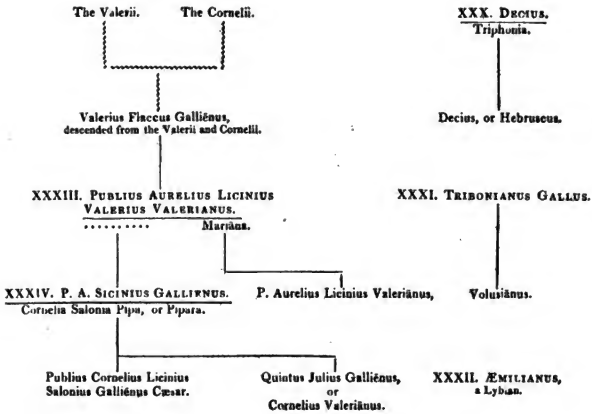 The Valerii. The Cornelii.
Valerius Flaccus Galliēnus,
descended from the Valerii and Cornelii.
XXXIII. PUBLIUS AURELIUS LICINIUS
VALERIUS VALERIANUS.
.......... Mariāna.
XXXIV. P. A. SICINIUS GALLIENUS.
Cornelia Salonia Pipa, or Pipara.
P. Aurelius Licinius Valeriānus,
Publius Cornelius Licinius
Salonius Galliēnus Cæsar.
Quintus Julius Galliēnus,
or
Cornelius Valeriānus.
XXX. DECIUS.
Triphonia.
Decius, or Hebruscus.
XXXI. TRIBONIANUS GALLUS.
Volusiānus.
XXXII. ÆMILIANUS,
a Lybian.